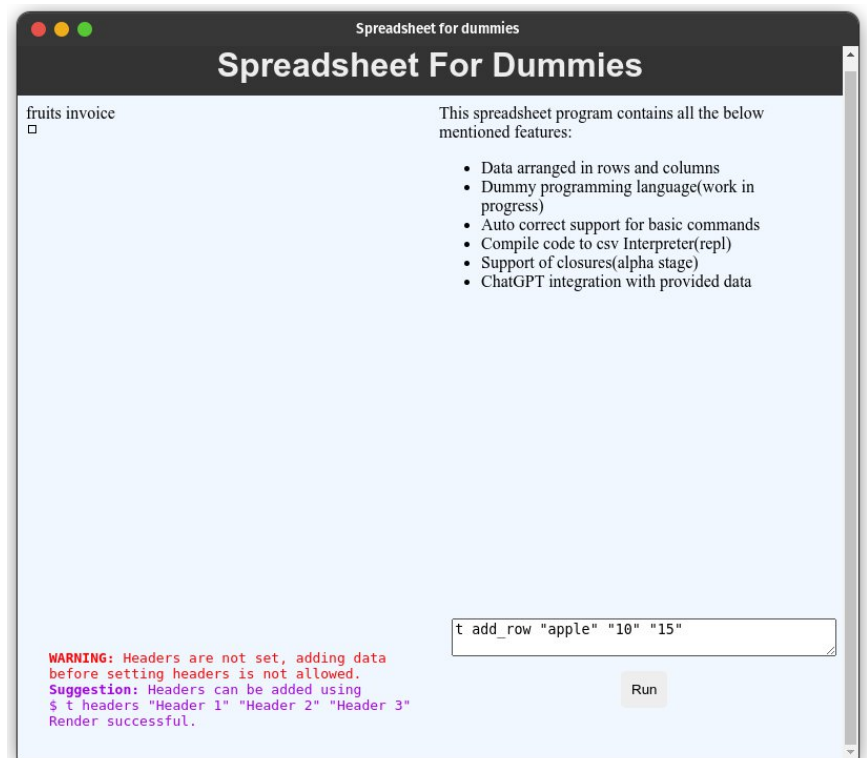 Spreadsheet for dummies
Spreadsheet For Dummies
fruits invoice
This spreadsheet program contains all the below
mentioned features:
• Data arranged in rows and columns
• Dummy programming language(work in
progress)
• Auto correct support for basic commands
• Compile code to csv Interpreter(repl)
• Support of closures(alpha stage)
• ChatGPT integration with provided data
t add_row "apple" "10" "15"
Run
WARNING: Headers are not set, adding data
before setting headers is not allowed.
Suggestion: Headers can be added using
$ t headers "Header 1" "Header 2" "Header 3"
Render successful.